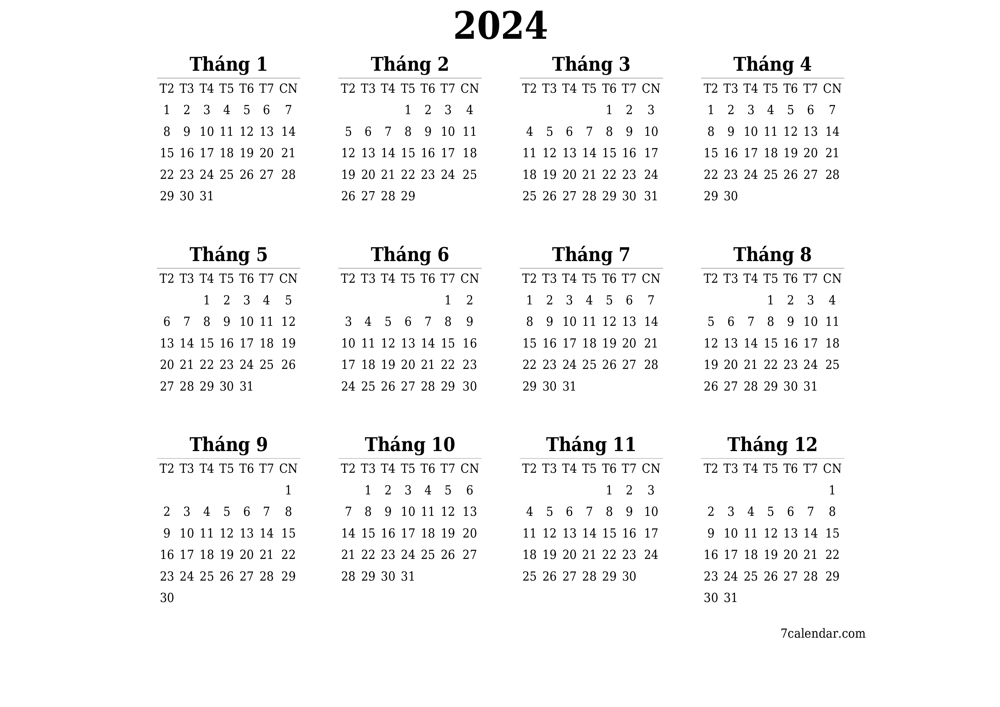 2024
Tháng 1
T2 T3 T4 T5 T6 T7 CN
1 2 3 4 5 6 7
8 9 10 11 12 13 14
15 16 17 18 19 20 21
22 23 24 25 26 27 28
29 30 31
Tháng 2
T2 T3 T4 T5 T6 T7 CN
1 2 3 4
5 6 7 8 9 10 11
12 13 14 15 16 17 18
19 20 21 22 23 24 25
26 27 28 29
Tháng 3
T2 T3 T4 T5 T6 T7 CN
1 2 3
4 5 6 7 8 9 10
11 12 13 14 15 16 17
18 19 20 21 22 23 24
25 26 27 28 29 30 31
Tháng 4
T2 T3 T4 T5 T6 T7 CN
1 2 3 4 5 6 7
8 9 10 11 12 13 14
15 16 17 18 19 20 21
22 23 24 25 26 27 28
29 30
Tháng 5
T2 T3 T4 T5 T6 T7 CN
1 2 3 4 5
6 7 8 9 10 11 12
13 14 15 16 17 18 19
20 21 22 23 24 25 26
27 28 29 30 31
Tháng 6
T2 T3 T4 T5 T6 T7 CN
1 2
3 4 5 6 7 8 9
10 11 12 13 14 15 16
17 18 19 20 21 22 23
24 25 26 27 28 29 30
Tháng 7
T2 T3 T4 T5 T6 T7 CN
1 2 3 4 5 6 7
8 9 10 11 12 13 14
15 16 17 18 19 20 21
22 23 24 25 26 27 28
29 30 31
Tháng 8
T2 T3 T4 T5 T6 T7 CN
1 2 3 4
5 6 7 8 9 10 11
12 13 14 15 16 17 18
19 20 21 22 23 24 25
26 27 28 29 30 31
Tháng 9
T2 T3 T4 T5 T6 T7 CN
1
2 3 4 5 6 7 8
9 10 11 12 13 14 15
16 17 18 19 20 21 22
23 24 25 26 27 28 29
30
Tháng 10
T2 T3 T4 T5 T6 T7 CN
1 2 3 4 5 6
7 8 9 10 11 12 13
14 15 16 17 18 19 20
21 22 23 24 25 26 27
28 29 30 31
Tháng 11
T2 T3 T4 T5 T6 T7 CN
1 2 3
4 5 6 7 8 9 10
11 12 13 14 15 16 17
18 19 20 21 22 23 24
25 26 27 28 29 30
Tháng 12
T2 T3 T4 T5 T6 T7 CN
1
2 3 4 5 6 7 8
9 10 11 12 13 14 15
16 17 18 19 20 21 22
23 24 25 26 27 28 29
30 31
7calendar.com